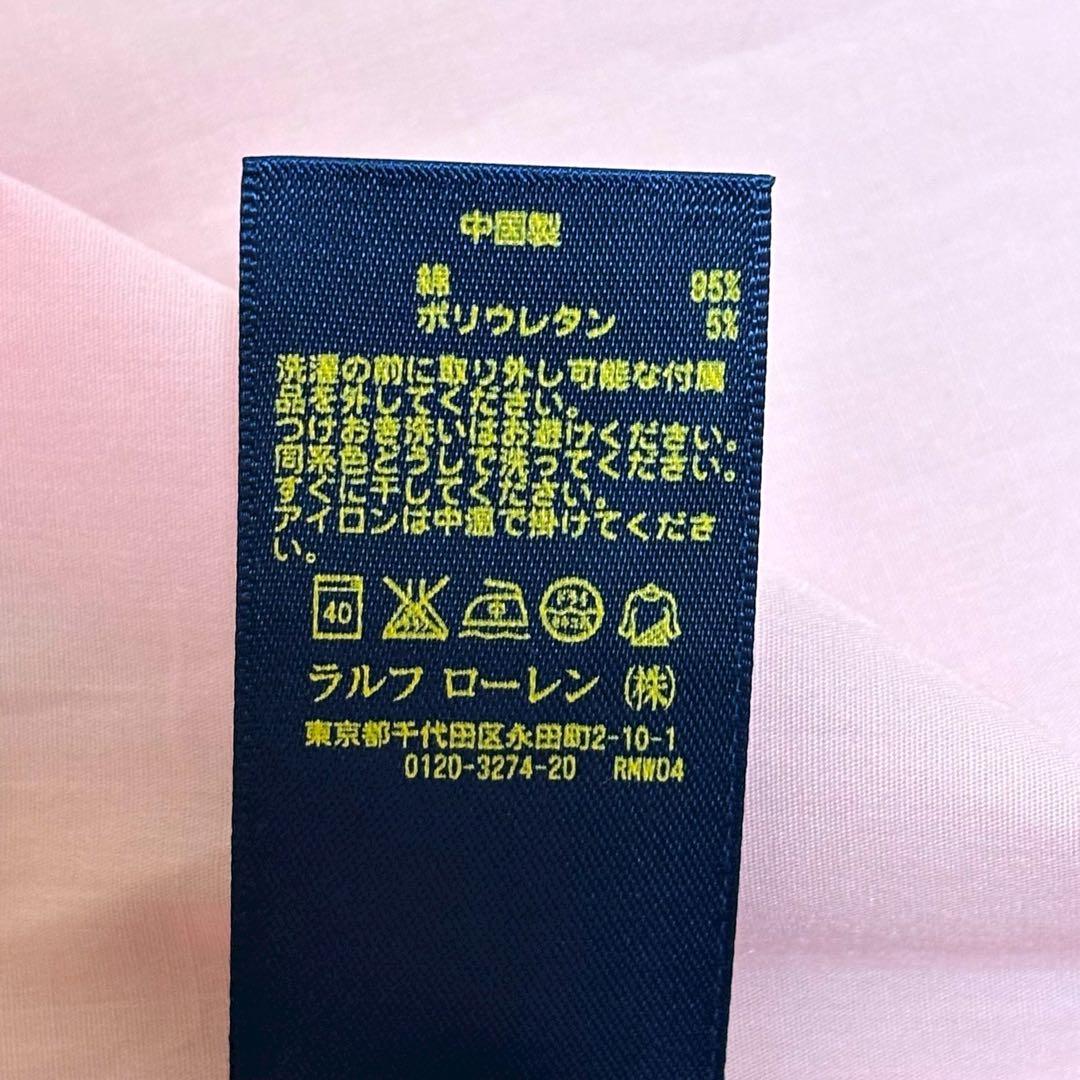 中国製
綿 95%
ポリウレタン 5%
洗濯の前に取り外し可能な付属
品を外してください。
つけおき洗いはお避けください。
同系色どうしで洗ってください。
すぐに干してください。
アイロンは中温で掛けてくださ
い。
40 中 ドライ
ラルフ ローレン (株)
東京都千代田区永田町2-10-1
0120-3274-20 RMW04